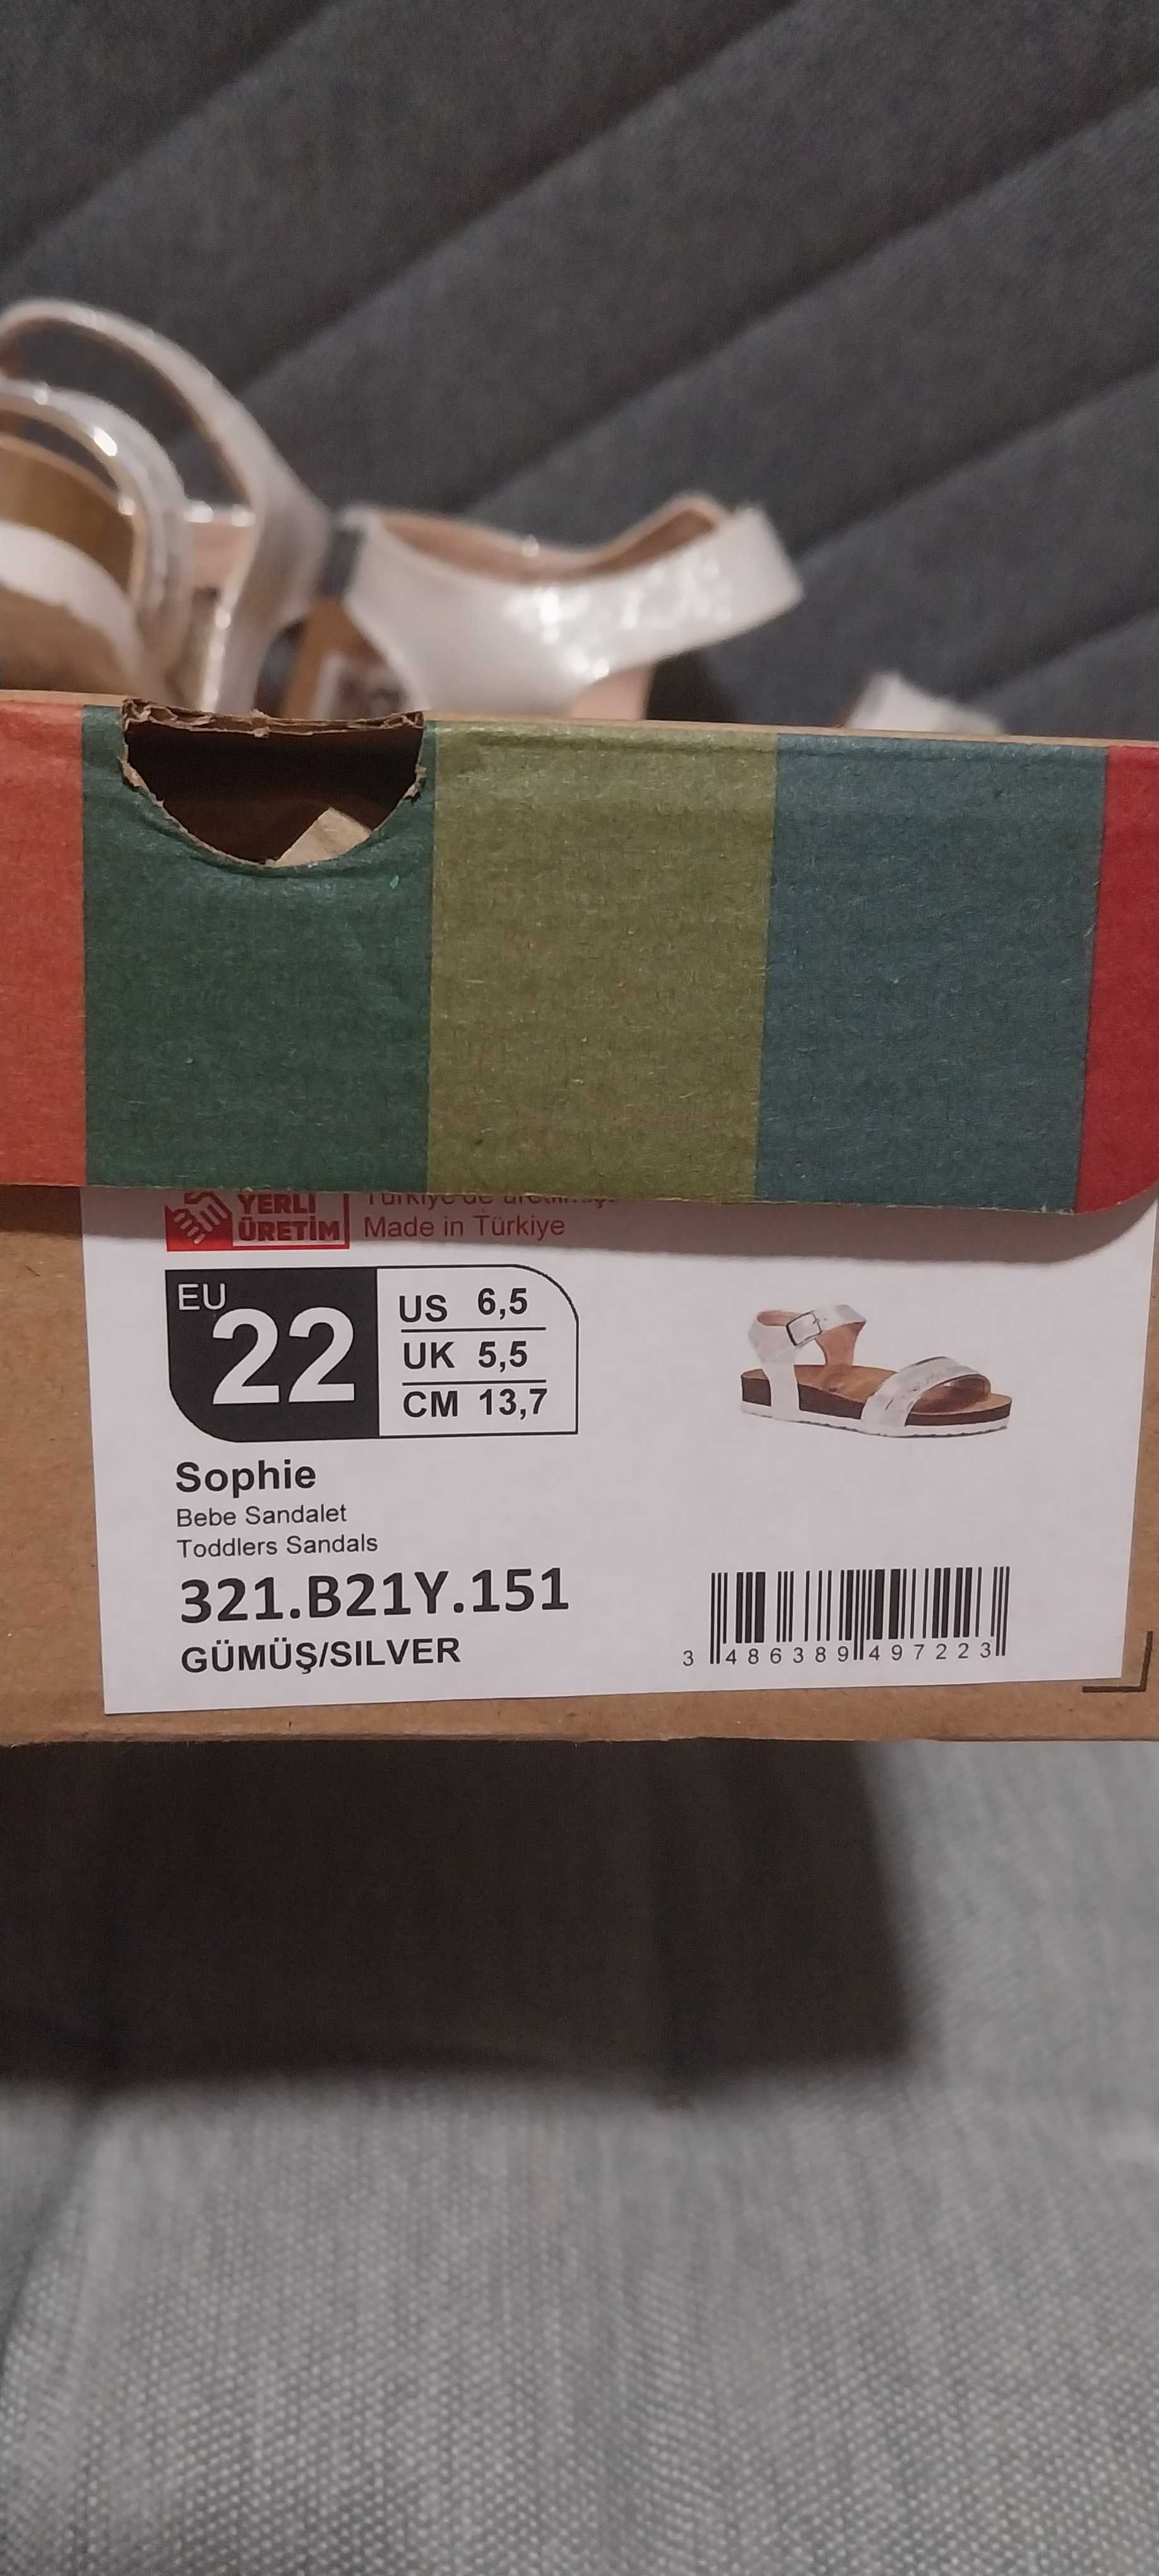 YERLİ
ÜRETİM
Made in Türkiye
EU
22
US 6,5
UK 5,5
CM 13,7
Sophie
Bebe Sandalet
Toddlers Sandals
321.B21Y.151
GÜMÜŞ/SILVER
3 486389 497223